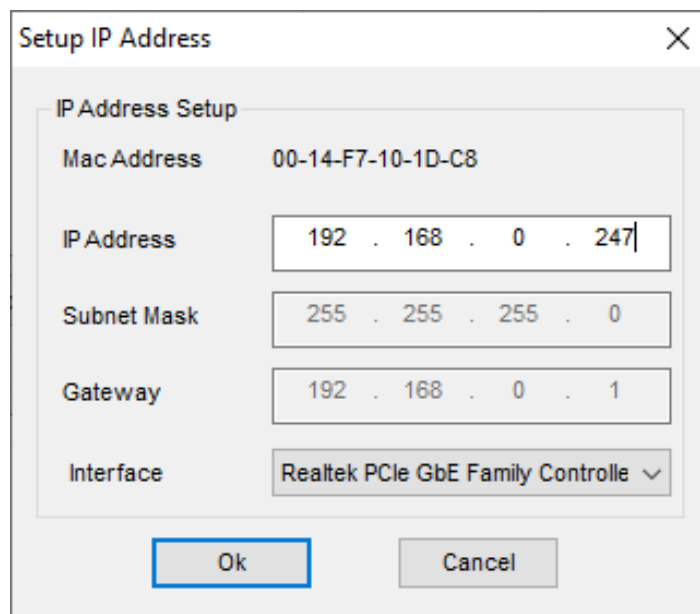 Setup IP Address
IP Address Setup
Mac Address 00-14-F7-10-1D-C8
IP Address 192 . 168 . 0 . 247
Subnet Mask 255 . 255 . 255 . 0
Gateway 192 . 168 . 0 . 1
Interface Realtek PCIe GbE Family Controlle
Ok Cancel